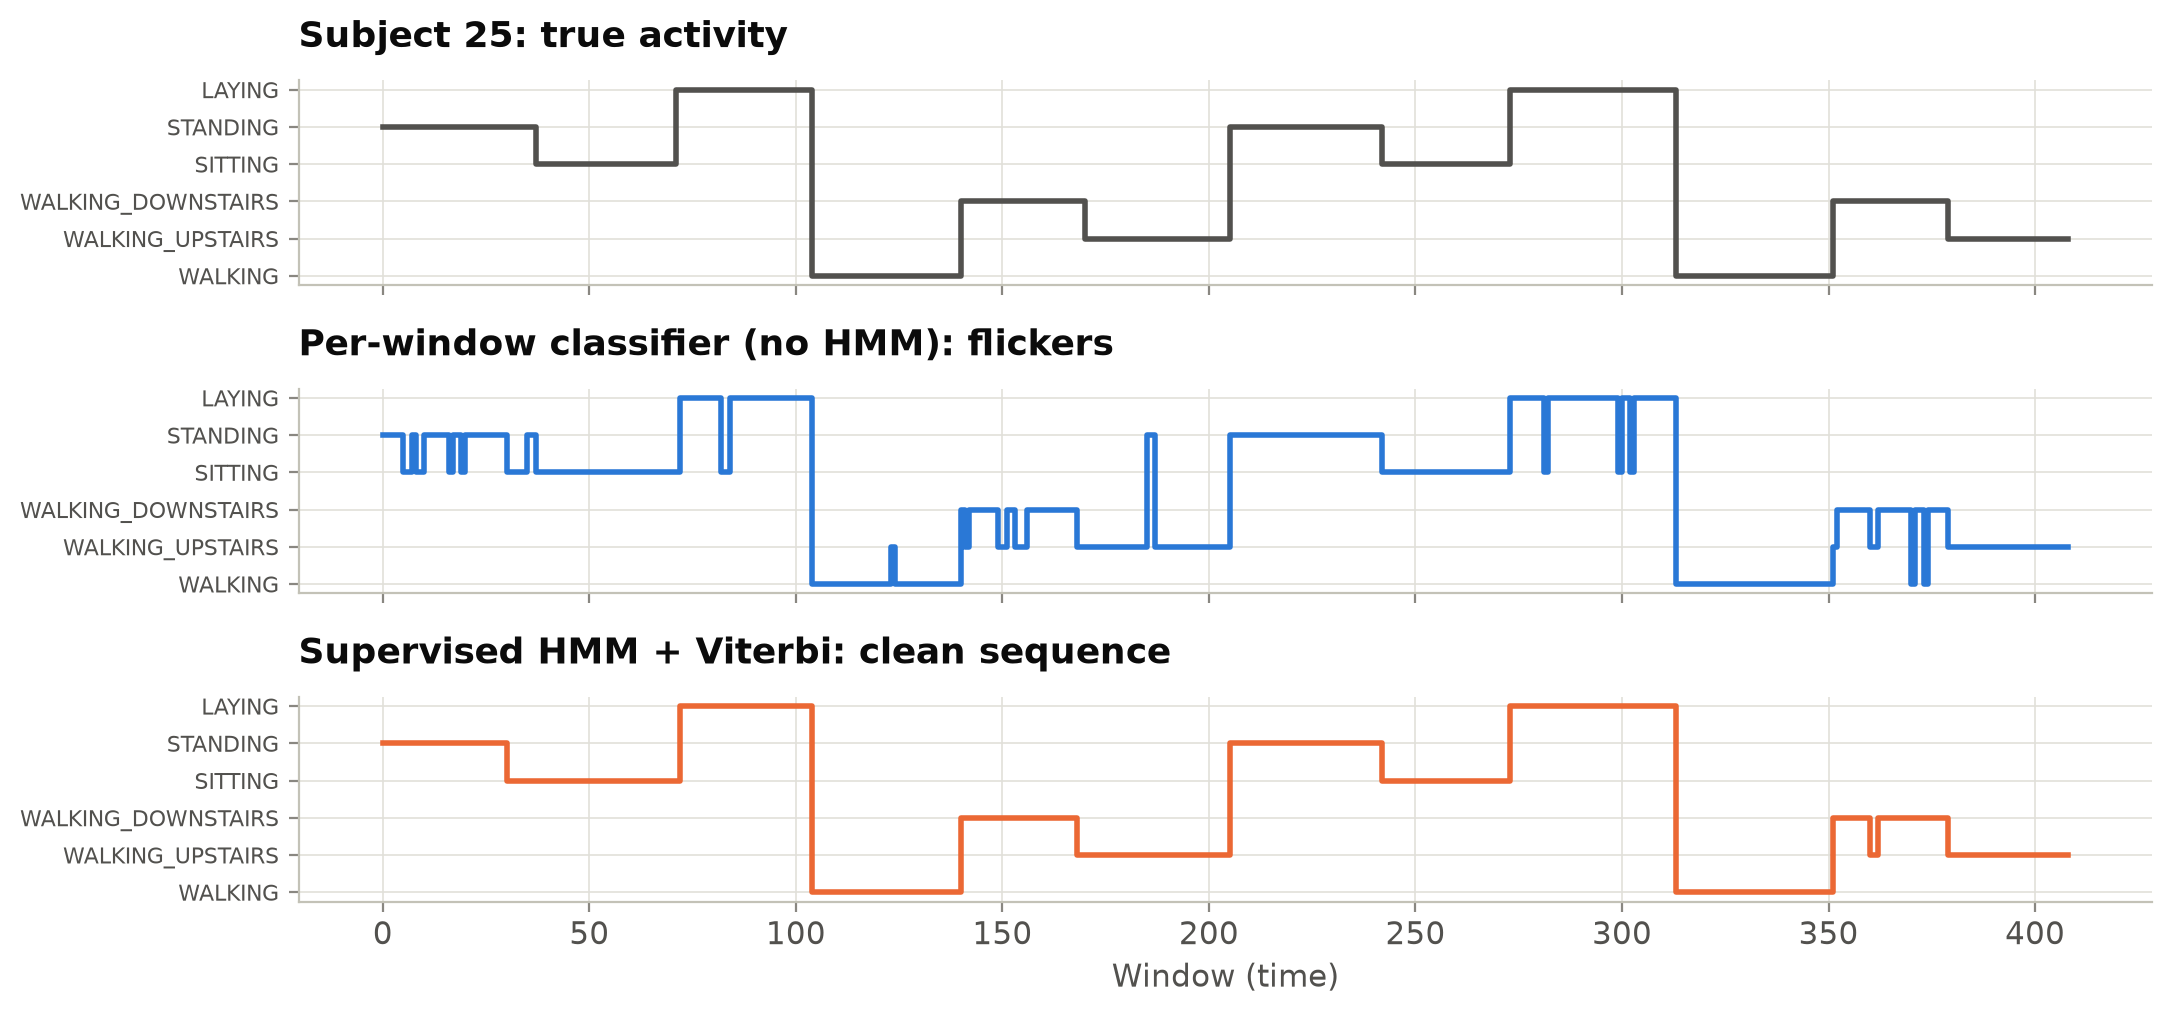 Subject 25: true activity
LAYING
STANDING
SITTING
WALKING_DOWNSTAIRS
WALKING_UPSTAIRS
WALKING
Per-window classifier (no HMM): flickers
LAYING
STANDING
SITTING
WALKING_DOWNSTAIRS
WALKING_UPSTAIRS
WALKING
Supervised HMM + Viterbi: clean sequence
LAYING
STANDING
SITTING
WALKING_DOWNSTAIRS
WALKING_UPSTAIRS
WALKING
0 50 100 150 200 250 300 350 400
Window (time)